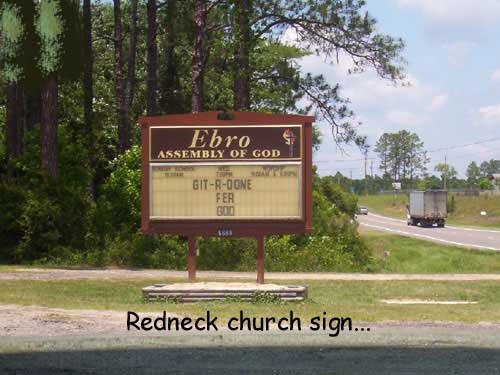 Ebro
ASSEMBLY OF GOD
GIT-R-DONE
FER
GOD
Redneck church sign...